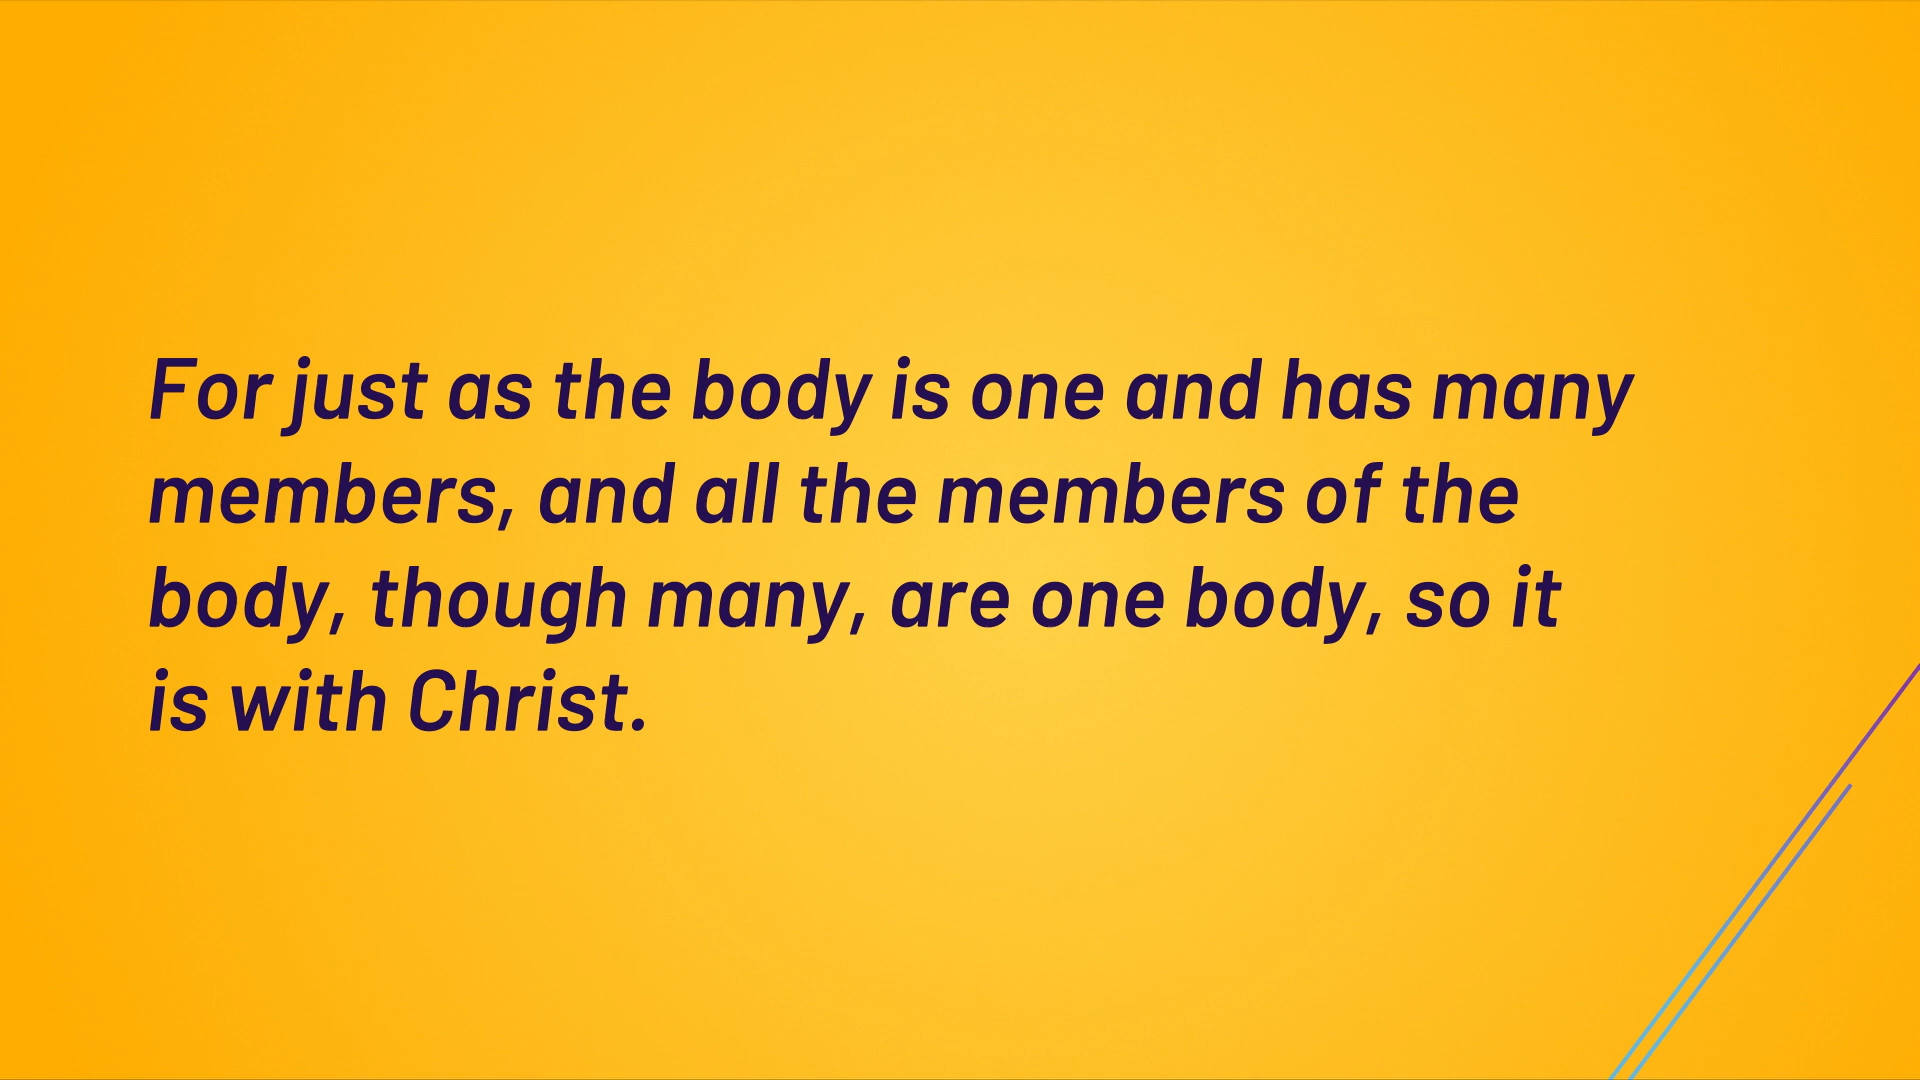 For just as the body is one and has many
members, and all the members of the
body, though many, are one body, so it
is with Christ.